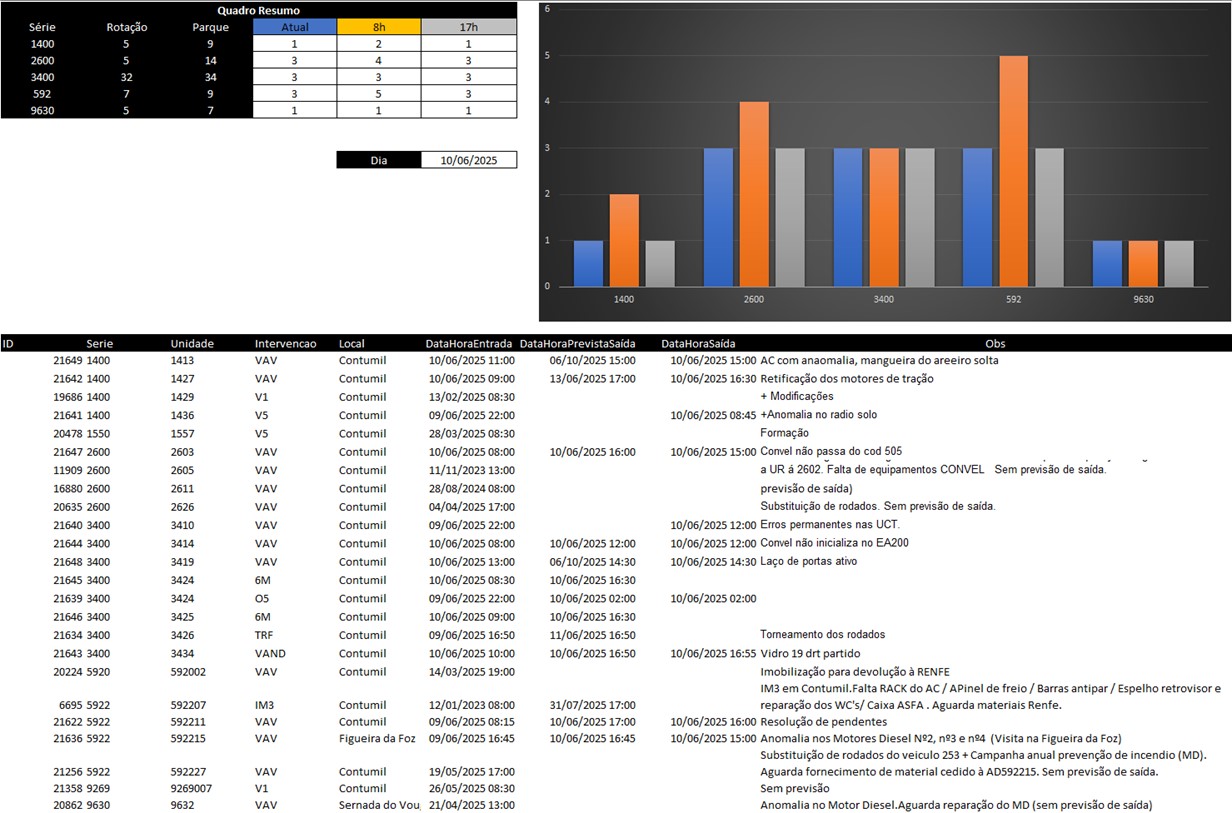 Quadro Resumo
Série Rotação Parque Atual 8h 17h
1400 5 9 1 2 1
2600 5 14 3 4 3
3400 32 34 3 3 3
592 7 9 3 5 3
9630 5 7 1 1 1
Dia 10/06/2025
6
5
4
3
2
1
0
1400 2600 3400 592 9630
ID Serie Unidade Intervencao Local DataHoraEntrada DataHoraPrevistaSaída DataHoraSaída Obs
21649 1400 1413 VAV Contumil 10/06/2025 11:00 06/10/2025 15:00 10/06/2025 15:00 AC com anaomalia, mangueira do areeiro solta
21642 1400 1427 VAV Contumil 10/06/2025 09:00 13/06/2025 17:00 10/06/2025 16:30 Retificação dos motores de tração
19686 1400 1429 V1 Contumil 13/02/2025 08:30 + Modificações
21641 1400 1436 V5 Contumil 09/06/2025 22:00 10/06/2025 08:45 +Anomalia no radio solo
20478 1550 1557 V5 Contumil 28/03/2025 08:30 Formação
21647 2600 2603 VAV Contumil 10/06/2025 08:00 10/06/2025 16:00 10/06/2025 15:00 Convel não passa do cod 505
11909 2600 2605 VAV Contumil 11/11/2023 13:00 a UR á 2602. Falta de equipamentos CONVEL Sem previsão de saída.
16880 2600 2611 VAV Contumil 28/08/2024 08:00 previsão de saída)
20635 2600 2626 VAV Contumil 04/04/2025 17:00 Substituição de rodados. Sem previsão de saída.
21640 3400 3410 VAV Contumil 09/06/2025 22:00 10/06/2025 12:00 Erros permanentes nas UCT.
21644 3400 3414 VAV Contumil 10/06/2025 08:00 10/06/2025 12:00 10/06/2025 12:00 Convel não inicializa no EA200
21648 3400 3419 VAV Contumil 10/06/2025 13:00 06/10/2025 14:30 10/06/2025 14:30 Laço de portas ativo
21645 3400 3424 6M Contumil 10/06/2025 08:30 10/06/2025 16:30
21639 3400 3424 O5 Contumil 09/06/2025 22:00 10/06/2025 02:00 10/06/2025 02:00
21646 3400 3425 6M Contumil 10/06/2025 09:00 10/06/2025 16:30
21634 3400 3426 TRF Contumil 09/06/2025 16:50 11/06/2025 16:50 Torneamento dos rodados
21643 3400 3434 VAND Contumil 10/06/2025 10:00 10/06/2025 16:50 10/06/2025 16:55 Vidro 19 drt partido
20224 5920 592002 VAV Contumil 14/03/2025 19:00 Imobilização para devolução à RENFE
IM3 em Contumil.Falta RACK do AC / APinel de freio / Barras antipar / Espelho retrovisor e
6695 5922 592207 IM3 Contumil 12/01/2023 08:00 31/07/2025 17:00 reparação dos WC's/ Caixa ASFA . Aguarda materiais Renfe.
21622 5922 592211 VAV Contumil 09/06/2025 08:15 10/06/2025 17:00 10/06/2025 16:00 Resolução de pendentes
21636 5922 592215 VAV Figueira da Foz 09/06/2025 16:45 10/06/2025 16:45 10/06/2025 15:00 Anomalia nos Motores Diesel Nº2, nº3 e nº4 (Visita na Figueira da Foz)
Substituição de rodados do veiculo 253 + Campanha anual prevenção de incendio (MD).
21256 5922 592227 VAV Contumil 19/05/2025 17:00 Aguarda fornecimento de material cedido à AD592215. Sem previsão de saída.
21358 9269 9269007 V1 Contumil 26/05/2025 08:30 Sem previsão
20862 9630 9632 VAV Sernada do Vou 21/04/2025 13:00 Anomalia no Motor Diesel.Aguarda reparação do MD (sem previsão de saída)